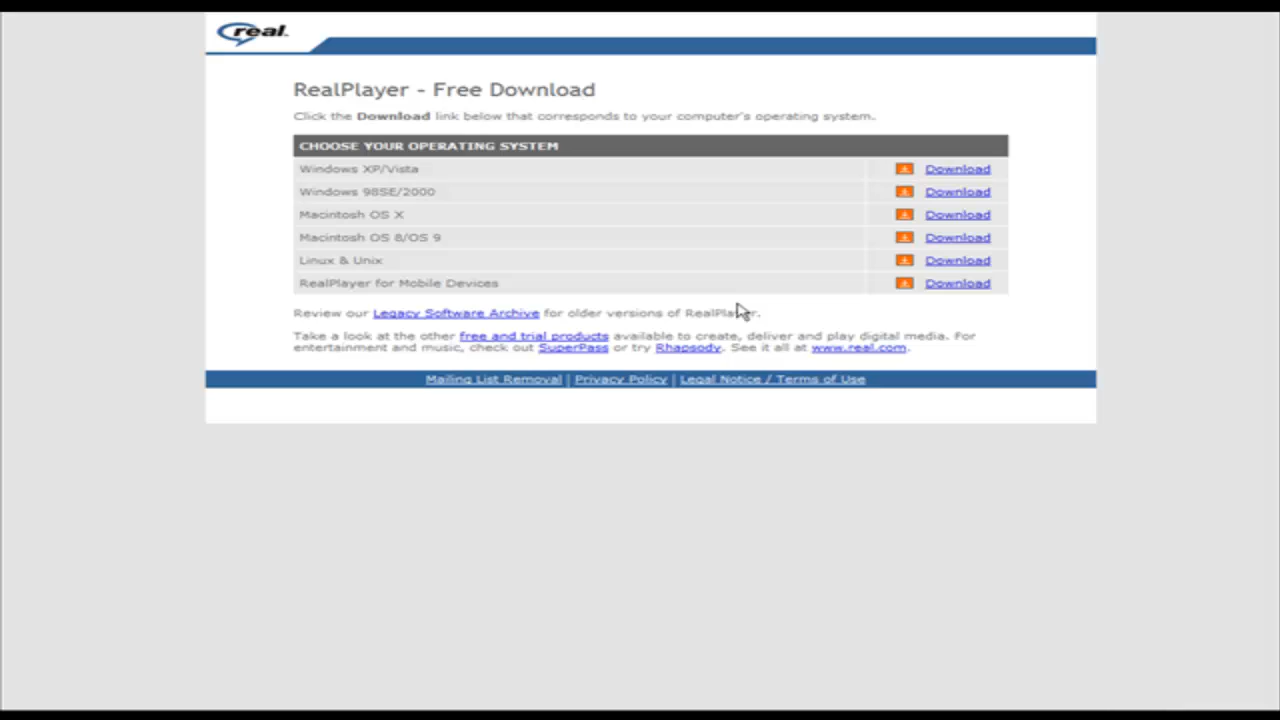 real.
RealPlayer - Free Download
Click the Download link below that corresponds to your computer's operating system.
CHOOSE YOUR OPERATING SYSTEM
Windows XP/Vista Download
Windows 98SE/2000 Download
Macintosh OS X Download
Macintosh OS 8/OS 9 Download
Linux & Unix Download
RealPlayer for Mobile Devices Download
Review our Legacy Software Archive for older versions of RealPlayer.
Take a look at the other free and trial products available to create, deliver and play digital media. For
entertainment and music, check out SuperPass or try Rhapsody. See it all at www.real.com.
Mailing List Removal | Privacy Policy | Legal Notice / Terms of Use